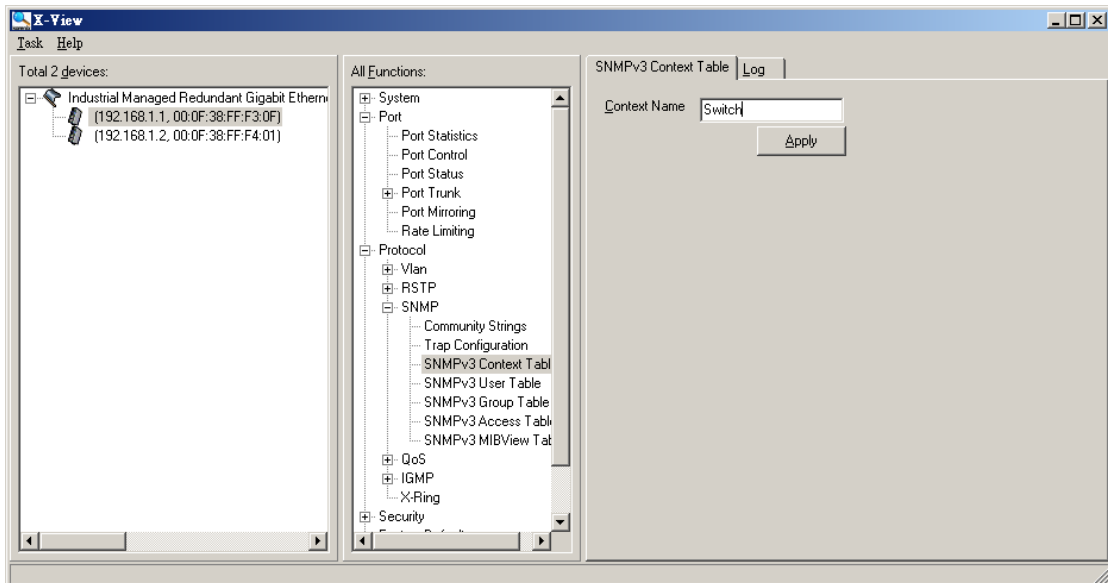 X-View
Task Help
Total 2 devices:
Industrial Managed Redundant Gigabit Ethern
(192.168.1.1, 00:0F:38:FF:F3:0F)
(192.168.1.2, 00:0F:38:FF:F4:01)
All Functions:
System
Port
Port Statistics
Port Control
Port Status
Port Trunk
Port Mirroring
Rate Limiting
Protocol
Vlan
RSTP
SNMP
Community Strings
Trap Configuration
SNMPv3 Context Tabl
SNMPv3 User Table
SNMPv3 Group Table
SNMPv3 Access Tabl
SNMPv3 MIBView Tab
QoS
IGMP
X-Ring
Security
SNMPv3 Context Table Log
Context Name Switch
Apply